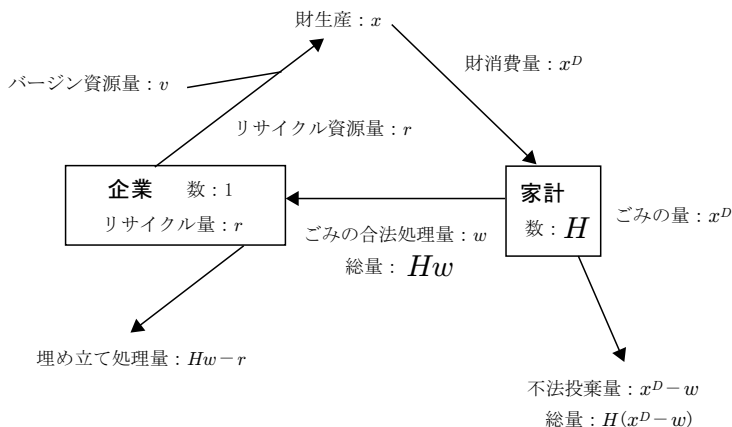 財生産：x
財消費量：x^D
バージン資源量：v
リサイクル資源量：r
企業　数：1
リサイクル量：r
家計
数：H
ごみの量：x^D
ごみの合法処理量：w
総量：Hw
埋め立て処理量：Hw－r
不法投棄量：x^D－w
総量：H(x^D－w)